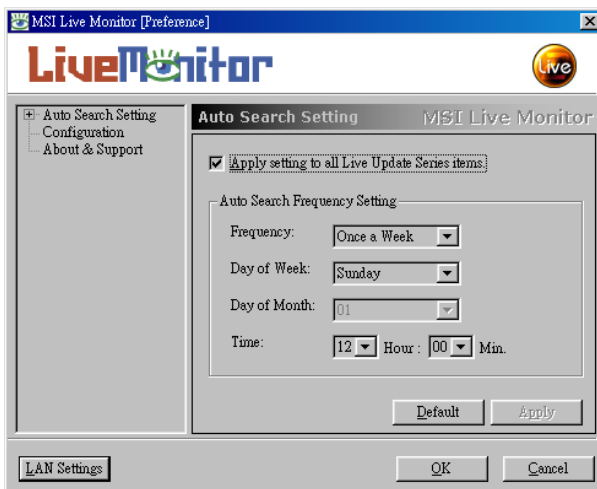 MSI Live Monitor [Preference]
LiveMonitor
Live
Auto Search Setting
Configuration
About & Support
Auto Search Setting
MSI Live Monitor
Apply setting to all Live Update Series items.
Auto Search Frequency Setting
Frequency: Once a Week
Day of Week: Sunday
Day of Month: 01
Time: 12 Hour : 00 Min.
Default Apply
LAN Settings OK Cancel